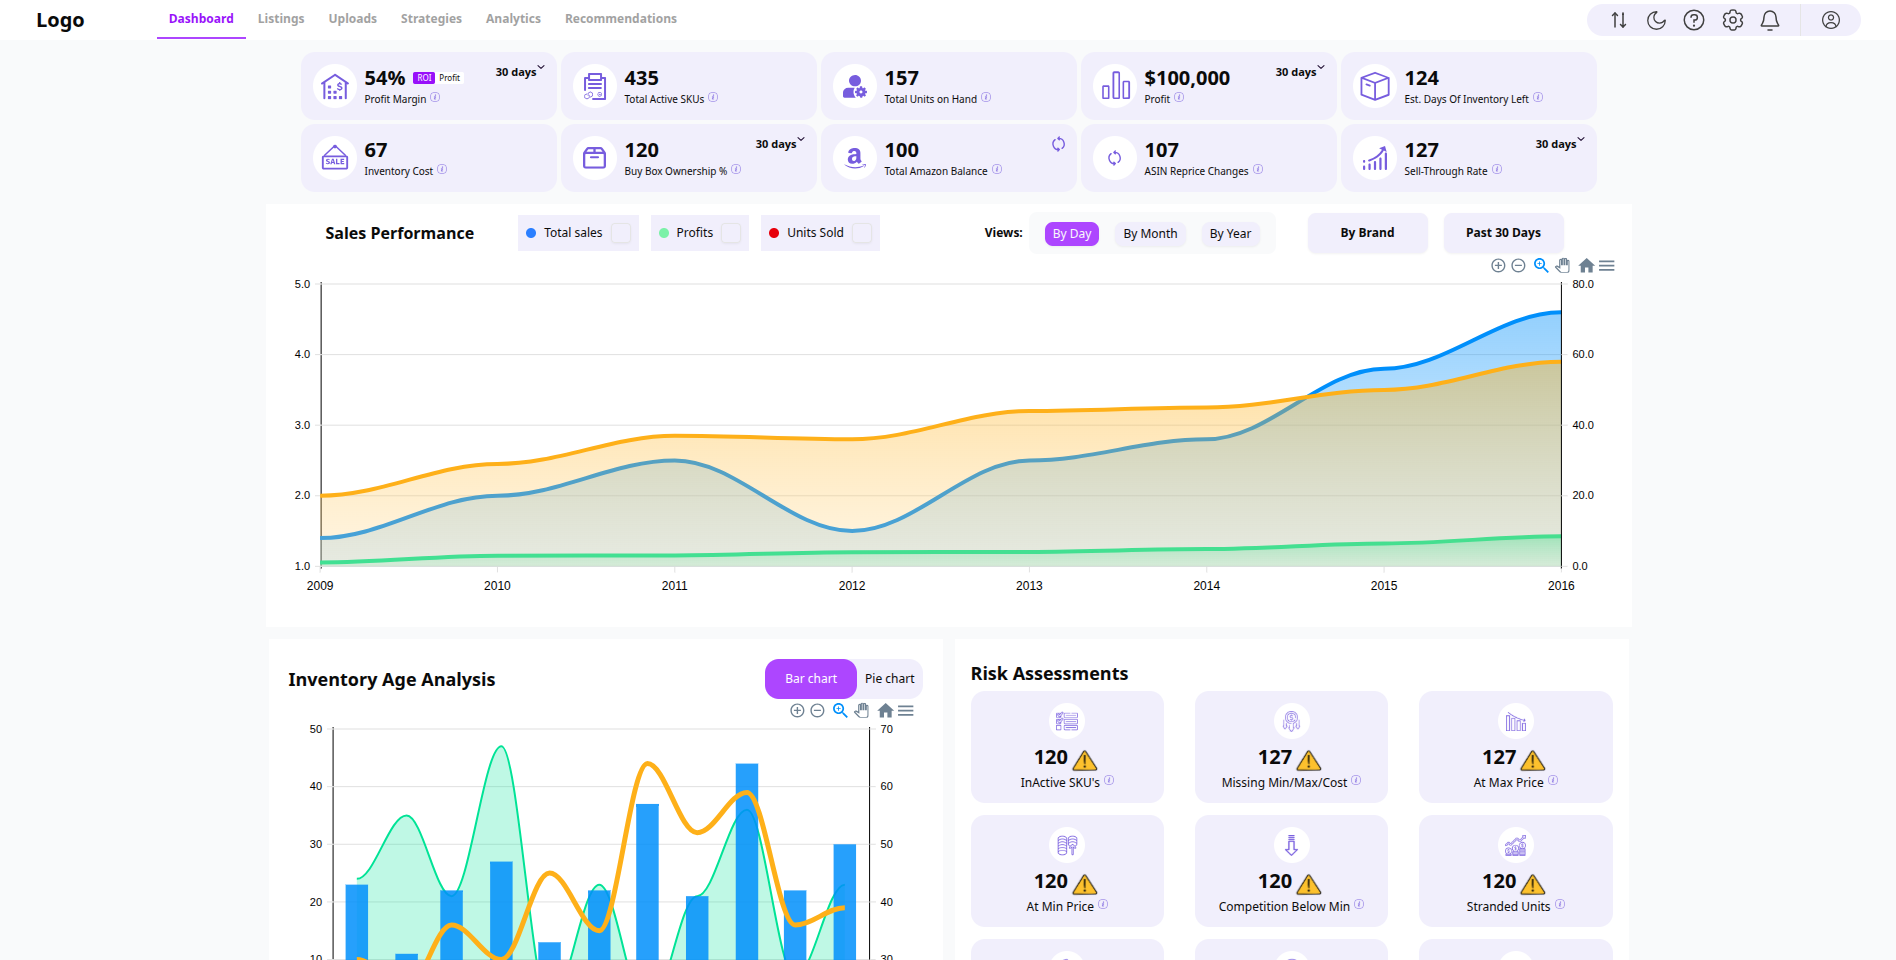 Logo
Dashboard Listings Uploads Strategies Analytics Recommendations
54% ROI Profit 30 days
Profit Margin
435
Total Active SKUs
157
Total Units on Hand
$100,000 30 days
Profit
124
Est. Days Of Inventory Left
67
Inventory Cost
120 30 days
Buy Box Ownership %
100
Total Amazon Balance
107
ASIN Reprice Changes
SALE
127 30 days
Sell-Through Rate
Sales Performance Total sales Profits Units Sold Views: By Day By Month By Year By Brand Past 30 Days
5.0 80.0
4.0 60.0
3.0 40.0
2.0 20.0
1.0 0.0
2009 2010 2011 2012 2013 2014 2015 2016
Inventory Age Analysis Bar chart Pie chart
50 70
40 60
30 50
20 40
10 30
Risk Assessments
120
InActive SKU's
127
Missing Min/Max/Cost
127
At Max Price
120
At Min Price
120
Competition Below Min
120
Stranded Units